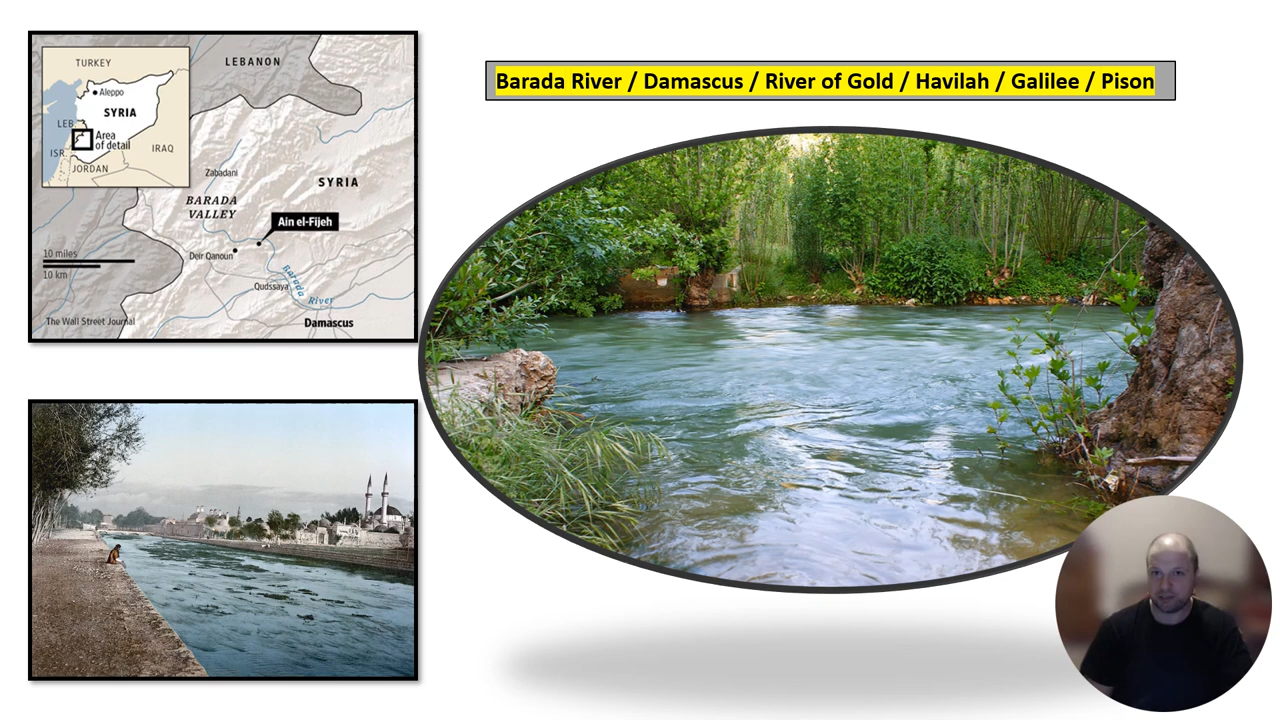 Barada River / Damascus / River of Gold / Havilah / Galilee / Pison
TURKEY
Aleppo
SYRIA
LEB.
Area
of detail
ISR
IRAQ
JORDAN
LEBANON
Zabadani
SYRIA
BARADA
VALLEY
Ain el-Fijeh
10 miles
10 km
Deir Qanoun
Qudssaya
Barada
River
The Wall Street Journal
Damascus